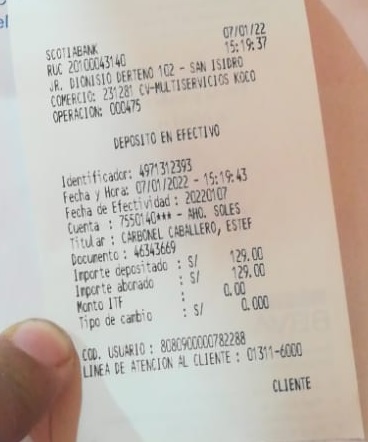 07/01/22
SCOTIABANK 15:19:37
RUC 20100043140
JR. DIONISIO DERTENO 102 - SAN ISIDRO
COMERCIO: 231281 CV-MULTISERVICIOS KOCO
OPERACION: 000475
DEPOSITO EN EFECTIVO
Identificador: 4971312393
Fecha y Hora: 07/01/2022 - 15:19:43
Fecha de Efectividad : 20220107
Cuenta : 7550140*** - AHO. SOLES
Titular : CARBONEL CABALLERO, ESTEF
Documento : 46343669
Importe depositado : S/ 129.00
Importe abonado : S/ 129.00
Monto ITF : 0.00
Tipo de cambio : S/ 0.000
COD. USUARIO : 8080900000782288
LINEA DE ATENCION AL CLIENTE : 01311-6000
CLIENTE